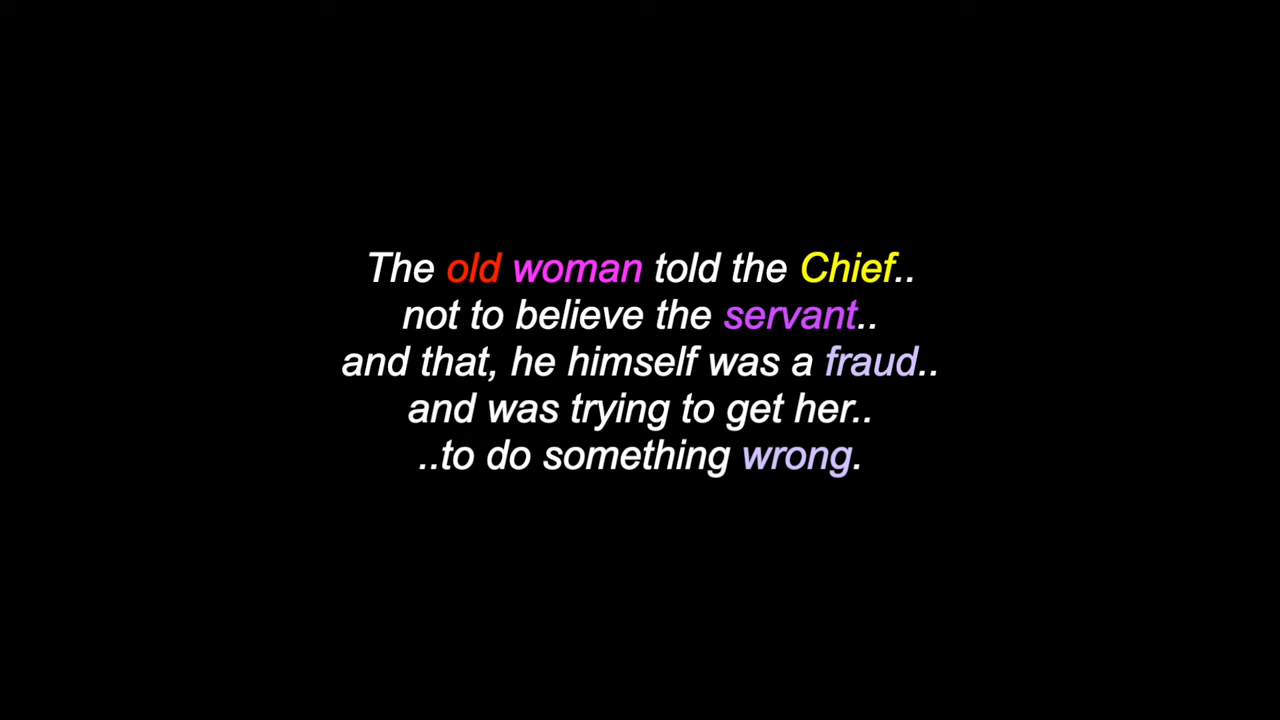 The old woman told the Chief..
not to believe the servant..
and that, he himself was a fraud..
and was trying to get her..
..to do something wrong.